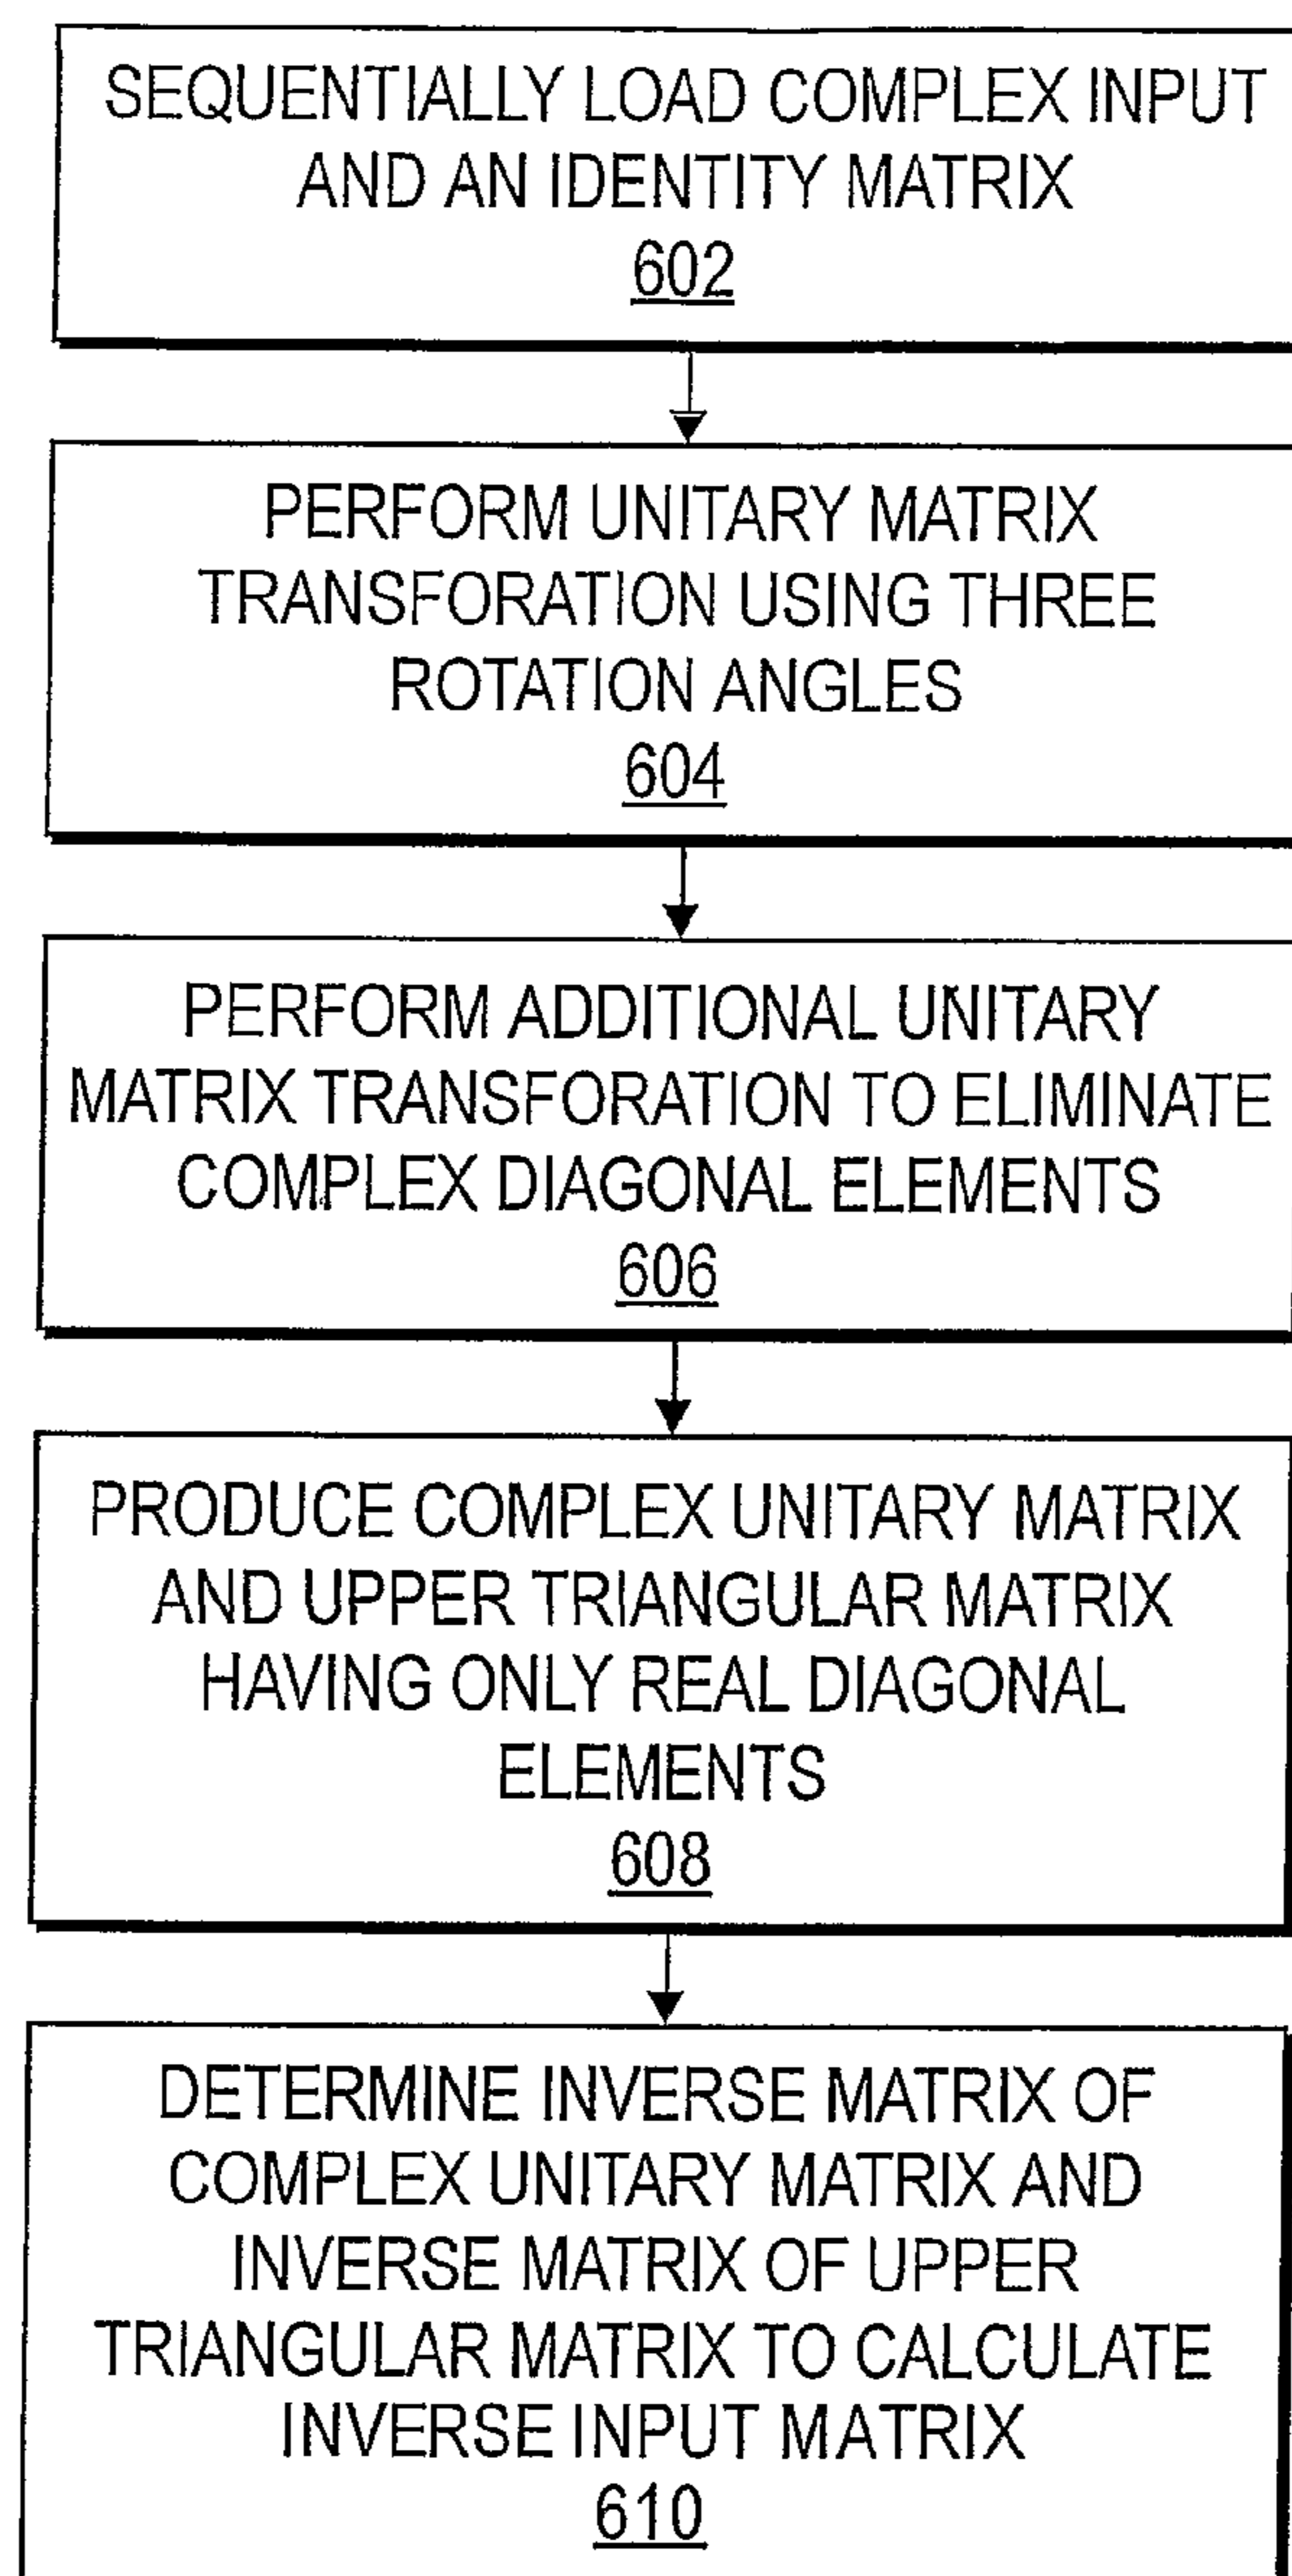 SEQUENTIALLY LOAD COMPLEX INPUT
AND AN IDENTITY MATRIX
602
PERFORM UNITARY MATRIX
TRANSFORATION USING THREE
ROTATION ANGLES
604
PERFORM ADDITIONAL UNITARY
MATRIX TRANSFORATION TO ELIMINATE
COMPLEX DIAGONAL ELEMENTS
606
PRODUCE COMPLEX UNITARY MATRIX
AND UPPER TRIANGULAR MATRIX
HAVING ONLY REAL DIAGONAL
ELEMENTS
608
DETERMINE INVERSE MATRIX OF
COMPLEX UNITARY MATRIX AND
INVERSE MATRIX OF UPPER
TRIANGULAR MATRIX TO CALCULATE
INVERSE INPUT MATRIX
610